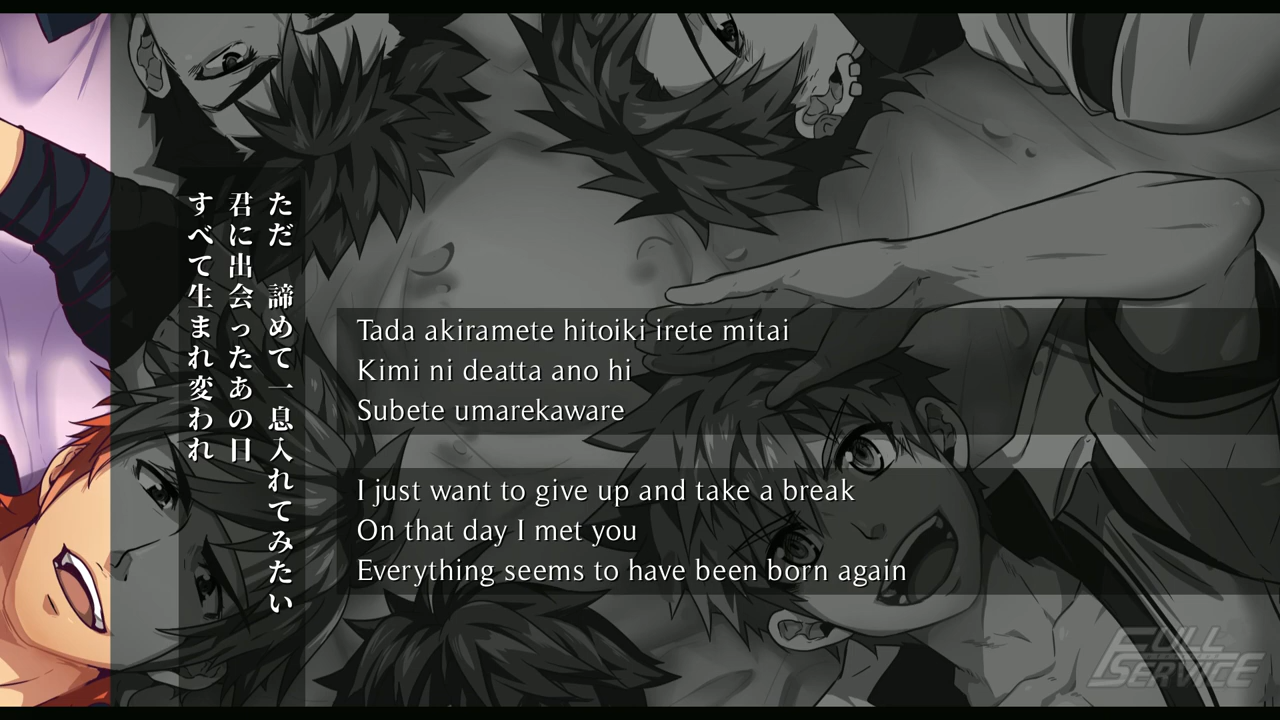 ただ　諦めて一息入れてみたい
君に出会ったあの日
すべて生まれ変われ
Tada akiramete hitoiki irete mitai
Kimi ni deatta ano hi
Subete umarekaware
I just want to give up and take a break
On that day I met you
Everything seems to have been born again
FULL
SERVICE